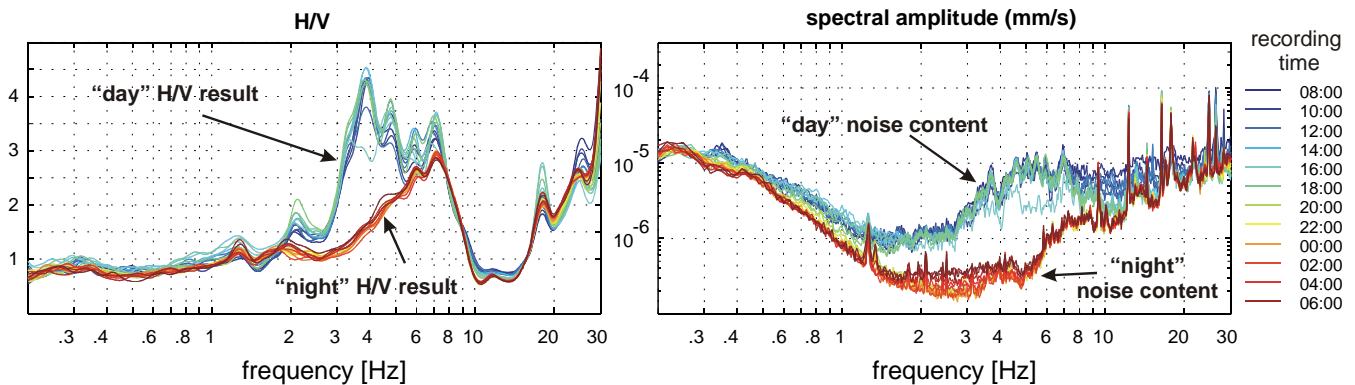 H/V
4
3
2
1
"day" H/V result
"night" H/V result
.3 .4 .6 .8 1 2 3 4 6 8 10 20 30
frequency [Hz]
spectral amplitude (mm/s)
10-4
10-5
10-6
"day" noise content
"night"
noise content
.3 .4 .6 .8 1 2 3 4 6 8 10 20 30
frequency [Hz]
recording
time
08:00
10:00
12:00
14:00
16:00
18:00
20:00
22:00
00:00
02:00
04:00
06:00